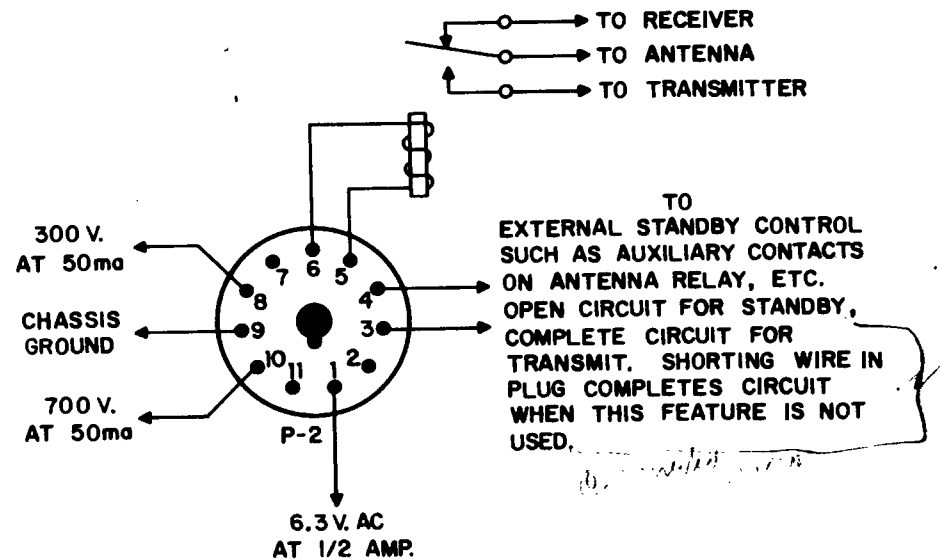 TO RECEIVER
TO ANTENNA
TO TRANSMITTER
300 V.
AT 50ma
CHASSIS
GROUND
700 V.
AT 50ma
6
7
5
8
4
9
3
10
11
1
2
P-2
6.3 V. AC
AT 1/2 AMP.
TO
EXTERNAL STANDBY CONTROL
SUCH AS AUXILIARY CONTACTS
ON ANTENNA RELAY, ETC.
OPEN CIRCUIT FOR STANDBY,
COMPLETE CIRCUIT FOR
TRANSMIT. SHORTING WIRE IN
PLUG COMPLETES CIRCUIT
WHEN THIS FEATURE IS NOT
USED.